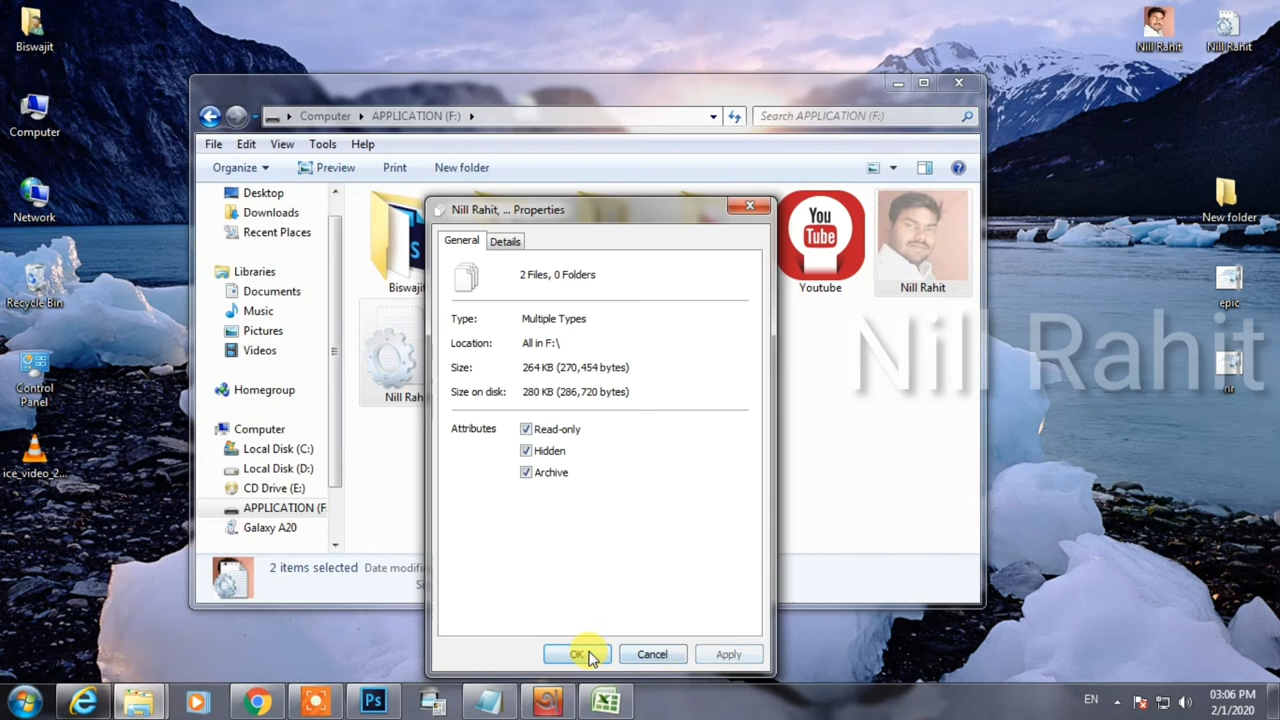 Biswajit
Computer
Network
Recycle Bin
Control
Panel
ice_video_2...
Nill Rahit
Nill Rahit
New folder
epic
nr
Computer
APPLICATION (F:)
Search APPLICATION (F:)
File
Edit
View
Tools
Help
Organize
Preview
Print
New folder
Desktop
Downloads
Recent Places
Libraries
Documents
Music
Pictures
Videos
Homegroup
Computer
Local Disk (C:)
Local Disk (D:)
CD Drive (E:)
APPLICATION (F
Galaxy A20
Biswajit
Nill Rah
You
Tube
Youtube
Nill Rahit
2 items selected
Date modifi
Si
Nill Rahit, ... Properties
General
Details
2 Files, 0 Folders
Type:
Multiple Types
Location:
All in F:\
Size:
264 KB (270,454 bytes)
Size on disk:
280 KB (286,720 bytes)
Attributes
Read-only
Hidden
Archive
OK
Cancel
Apply
Nill Rahit
Ps
EN
03:06 PM
2/1/2020